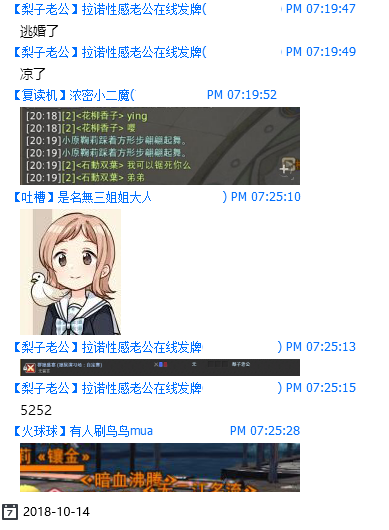 【梨子老公】拉诺性感老公在线发牌( PM 07:19:47
逃婚了
【梨子老公】拉诺性感老公在线发牌( PM 07:19:49
凉了
【复读机】浓密小二魔( PM 07:19:52
[20:18][2]<花柳香子> ying
[20:18][2]<花柳香子> 嘤
[20:19]小原鞠莉踩着方形步翩翩起舞。
[20:19]小原鞠莉踩着方形步翩翩起舞。
[20:19][2]<石動双葉> 我可以锯死你么
[20:19][2]<石動双葉> 弟弟
【吐槽】是名無三姐姐大人 ) PM 07:25:10
【梨子老公】拉诺性感老公在线发牌 ) PM 07:25:13
【梨子老公】拉诺性感老公在线发牌 ) PM 07:25:15
5252
【火球球】有人刷鸟鸟mua PM 07:25:28
莉 «镶金»
<暗血沸腾>
2018-10-14